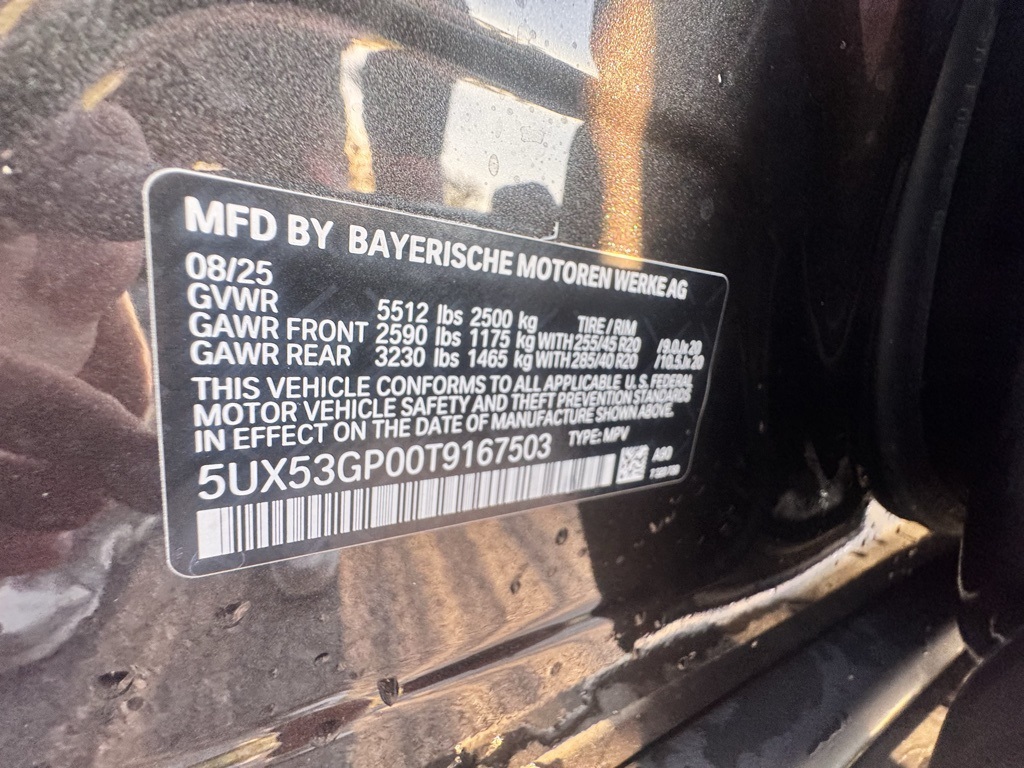 MFD BY BAYERISCHE MOTOREN WERKE AG
08/25
GVWR 5512 lbs 2500 kg TIRE / RIM
GAWR FRONT 2590 lbs 1175 kg WITH 255/45 R20 /9.0Jx20
GAWR REAR 3230 lbs 1465 kg WITH 285/40 R20 /10.5Jx20
THIS VEHICLE CONFORMS TO ALL APPLICABLE U.S. FEDERAL
MOTOR VEHICLE SAFETY AND THEFT PREVENTION STANDARDS
IN EFFECT ON THE DATE OF MANUFACTURE SHOWN ABOVE.
5UX53GP00T9167503 TYPE: MPV
A90